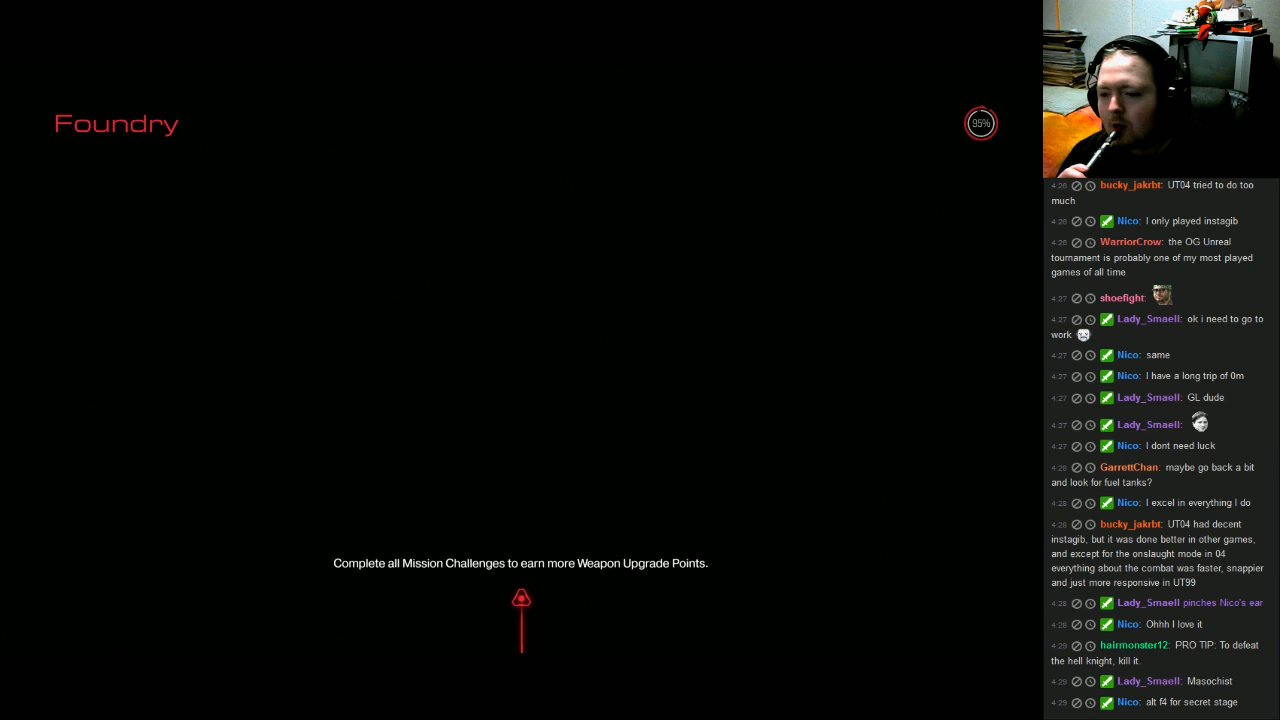 Foundry
95%
Complete all Mission Challenges to earn more Weapon Upgrade Points.
4:26 bucky_jakrbt: UT04 tried to do too
much
4:26 Nico: I only played instagib
4:26 WarriorCrow: the OG Unreal
tournament is probably one of my most played
games of all time
4:27 shoefight:
4:27 Lady_Smaell: ok i need to go to
work
4:27 Nico: same
4:27 Nico: I have a long trip of 0m
4:27 Lady_Smaell: GL dude
4:27 Lady_Smaell:
4:27 Nico: I dont need luck
4:28 GarrettChan: maybe go back a bit
and look for fuel tanks?
4:28 Nico: I excel in everything I do
4:28 bucky_jakrbt: UT04 had decent
instagib, but it was done better in other games,
and except for the onslaught mode in 04
everything about the combat was faster, snappier
and just more responsive in UT99
4:28 Lady_Smaell pinches Nico's ear
4:28 Nico: Ohhh I love it
4:29 hairmonster12: PRO TIP: To defeat
the hell knight, kill it.
4:29 Lady_Smaell: Masochist
4:29 Nico: alt f4 for secret stage